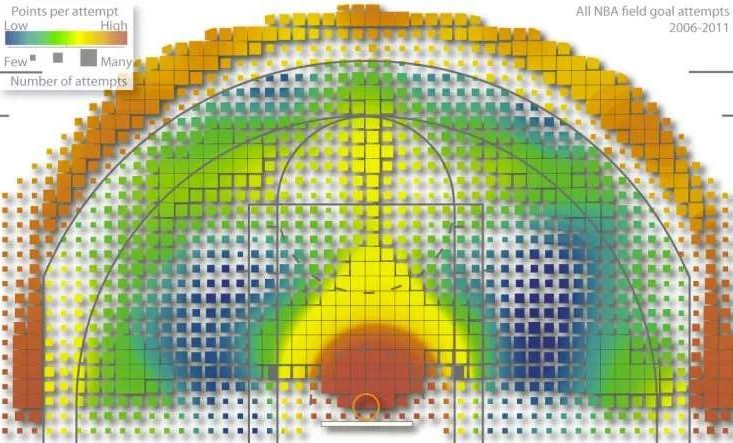 Points per attempt
Low High
Few Many
Number of attempts
All NBA field goal attempts
2006-2011